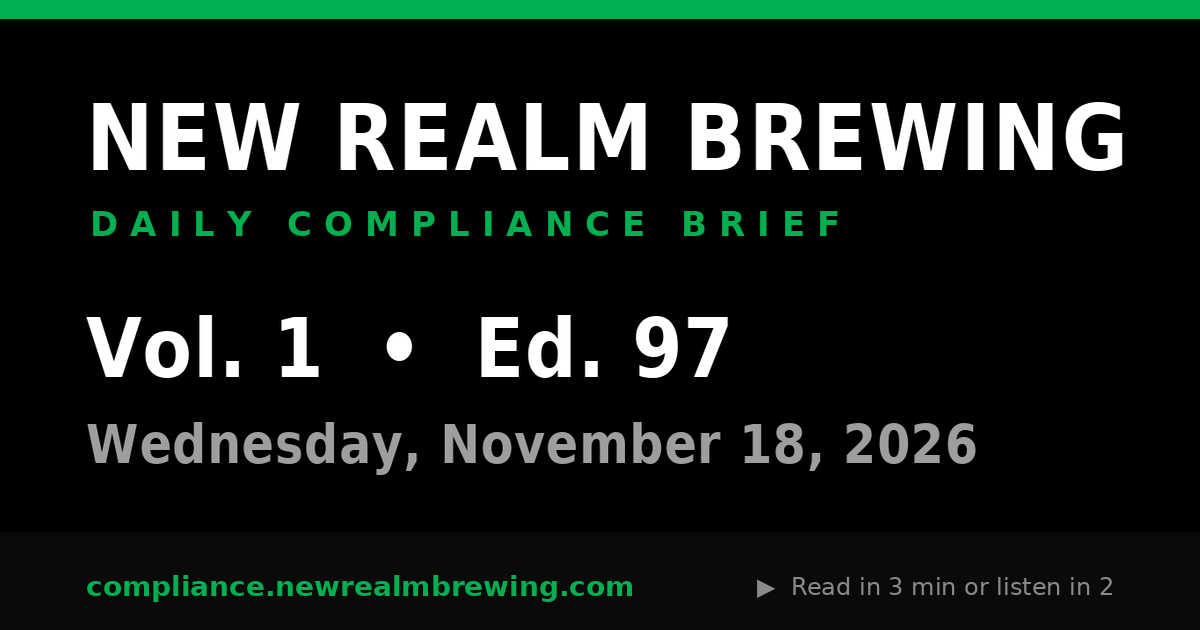 NEW REALM BREWING
DAILY COMPLIANCE BRIEF
Vol. 1 • Ed. 97
Wednesday, November 18, 2026
compliance.newrealmbrewing.com
▶ Read in 3 min or listen in 2